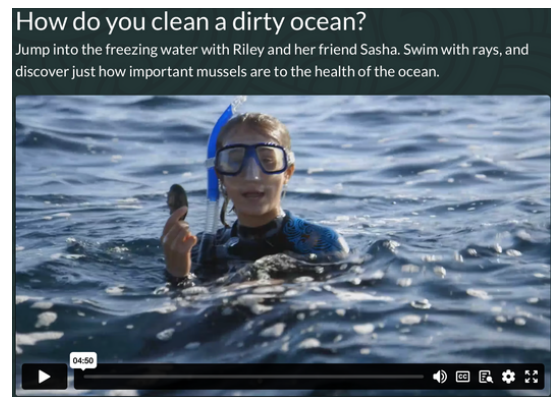 How do you clean a dirty ocean?
Jump into the freezing water with Riley and her friend Sasha. Swim with rays, and
discover just how important mussels are to the health of the ocean.
04:50
CC